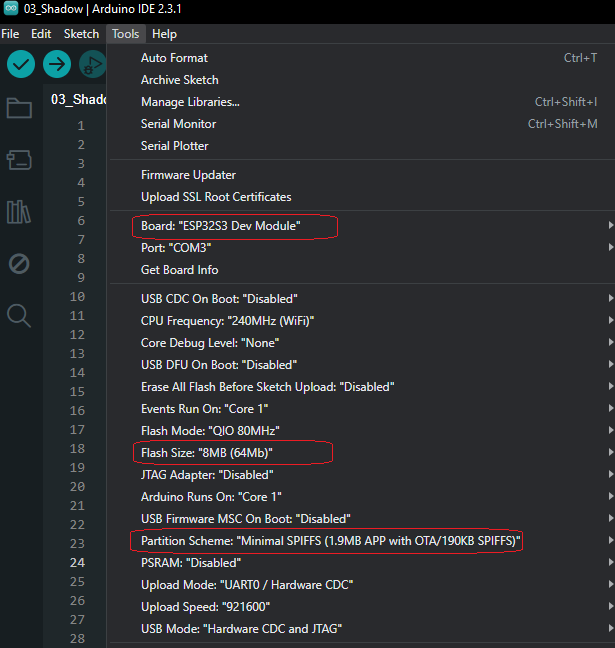 03_Shadow | Arduino IDE 2.3.1
File Edit Sketch Tools Help
Auto Format Ctrl+T
Archive Sketch
03_Shado
Manage Libraries... Ctrl+Shift+I
Serial Monitor Ctrl+Shift+M
Serial Plotter
Firmware Updater
Upload SSL Root Certificates
Board: "ESP32S3 Dev Module"
Port: "COM3"
Get Board Info
USB CDC On Boot: "Disabled"
CPU Frequency: "240MHz (WiFi)"
Core Debug Level: "None"
USB DFU On Boot: "Disabled"
Erase All Flash Before Sketch Upload: "Disabled"
Events Run On: "Core 1"
Flash Mode: "QIO 80MHz"
Flash Size: "8MB (64Mb)"
JTAG Adapter: "Disabled"
Arduino Runs On: "Core 1"
USB Firmware MSC On Boot: "Disabled"
Partition Scheme: "Minimal SPIFFS (1.9MB APP with OTA/190KB SPIFFS)"
PSRAM: "Disabled"
Upload Mode: "UART0 / Hardware CDC"
Upload Speed: "921600"
USB Mode: "Hardware CDC and JTAG"
1
2
3
4
5
6
7
8
9
10
11
12
13
14
15
16
17
18
19
20
21
22
23
24
25
26
27
28